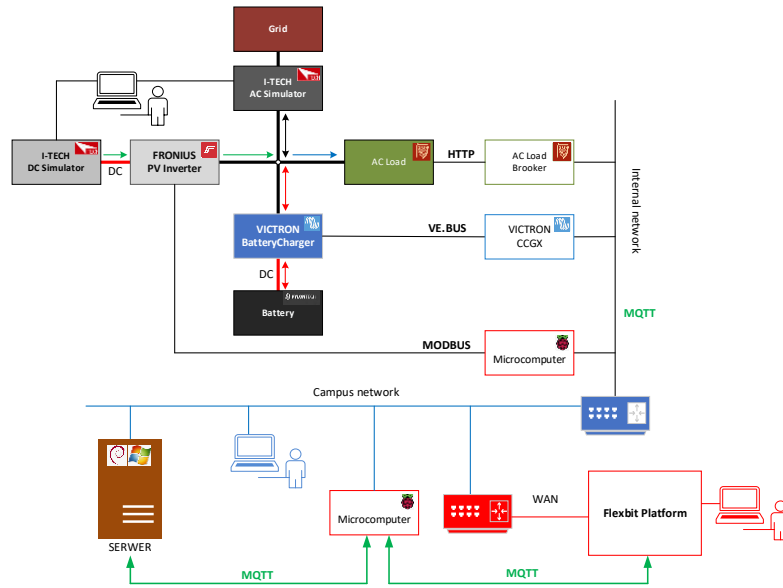 Grid
I-TECH
AC Simulator
I-TECH
DC Simulator
DC
FRONIUS
PV Inverter
AC Load
HTTP
AC Load
Brooker
Internal network
VICTRON
BatteryCharger
VE.BUS
VICTRON
CCGX
DC
Battery
MQTT
MODBUS
Microcomputer
Campus network
SERWER
Microcomputer
WAN
Flexbit Platform
MQTT
MQTT